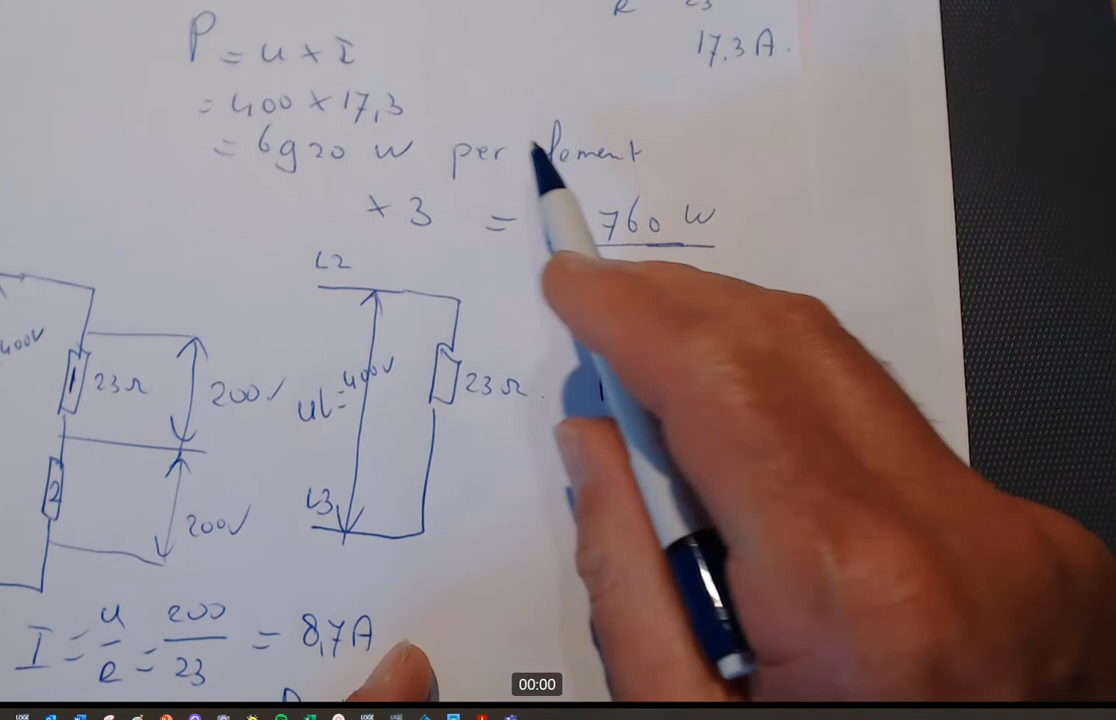 P = U x I
= 400 x 17,3
= 6920 W per element
x 3 = 760 W
R 23
17,3 A.
L2
400V
1
23Ω
200V
UL = 400V
23Ω.
2
L3
200V
I = U/R = 200/23 = 8,7A
00:00